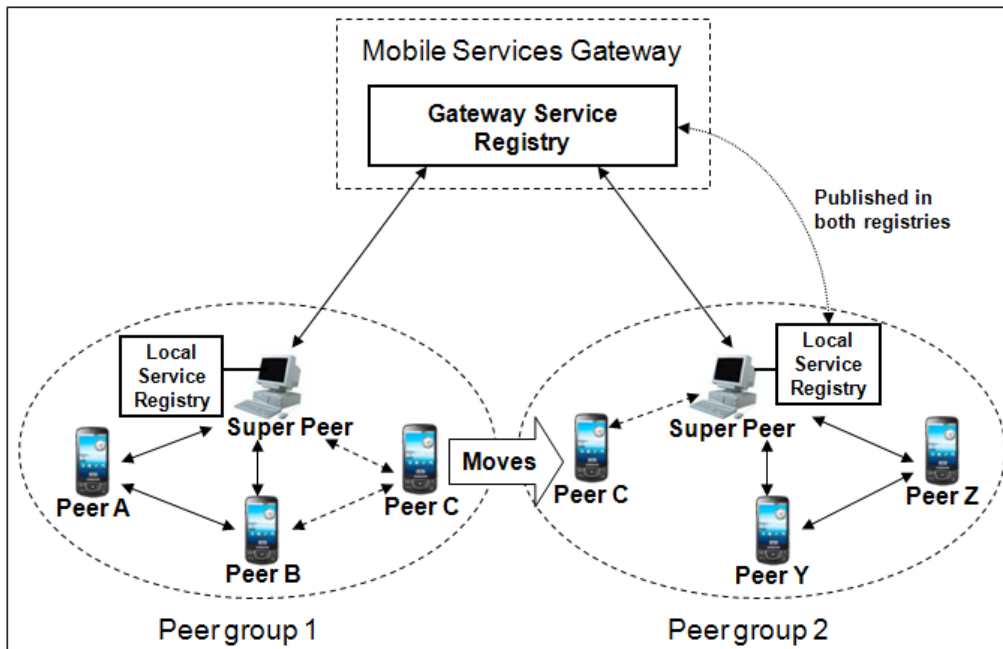 Mobile Services Gateway
Gateway Service
Registry
Published in
both registries
Local
Service
Registry
Super Peer
Peer A
Peer B
Peer C
Moves
Local
Service
Registry
Super Peer
Peer C
Peer Y
Peer Z
Peer group 1
Peer group 2